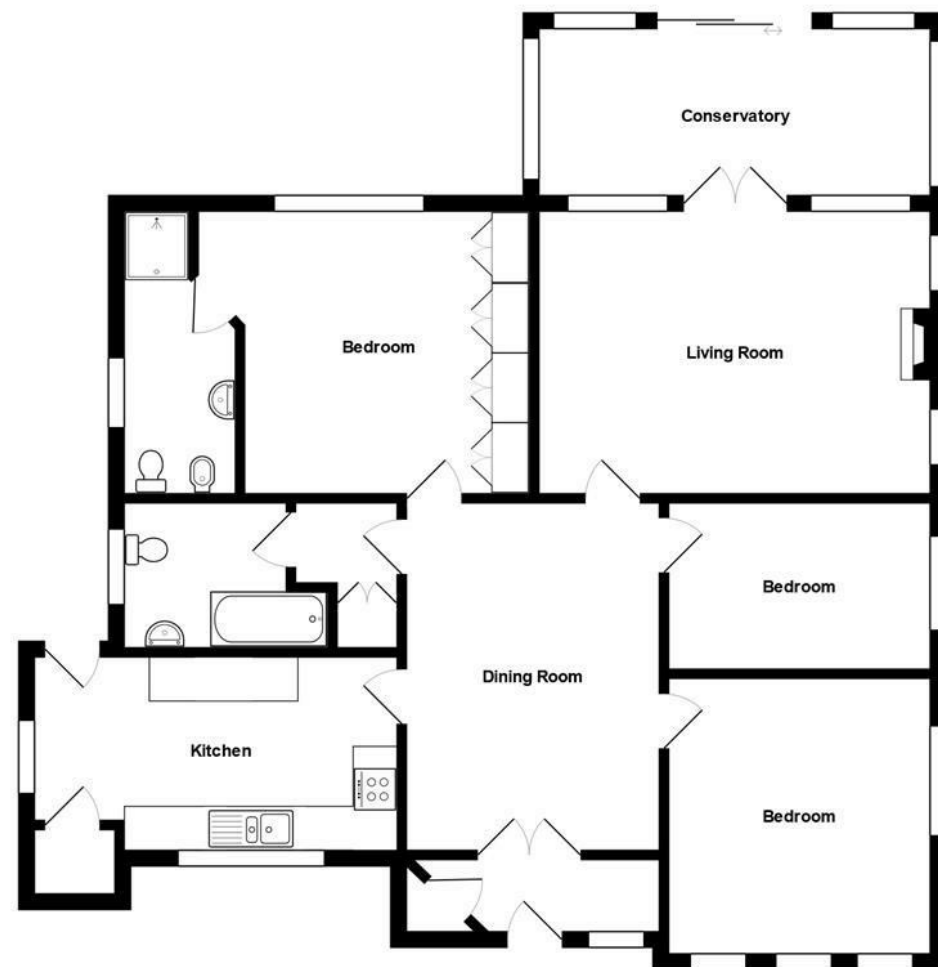 Conservatory
Bedroom
Living Room
Bedroom
Dining Room
Kitchen
Bedroom